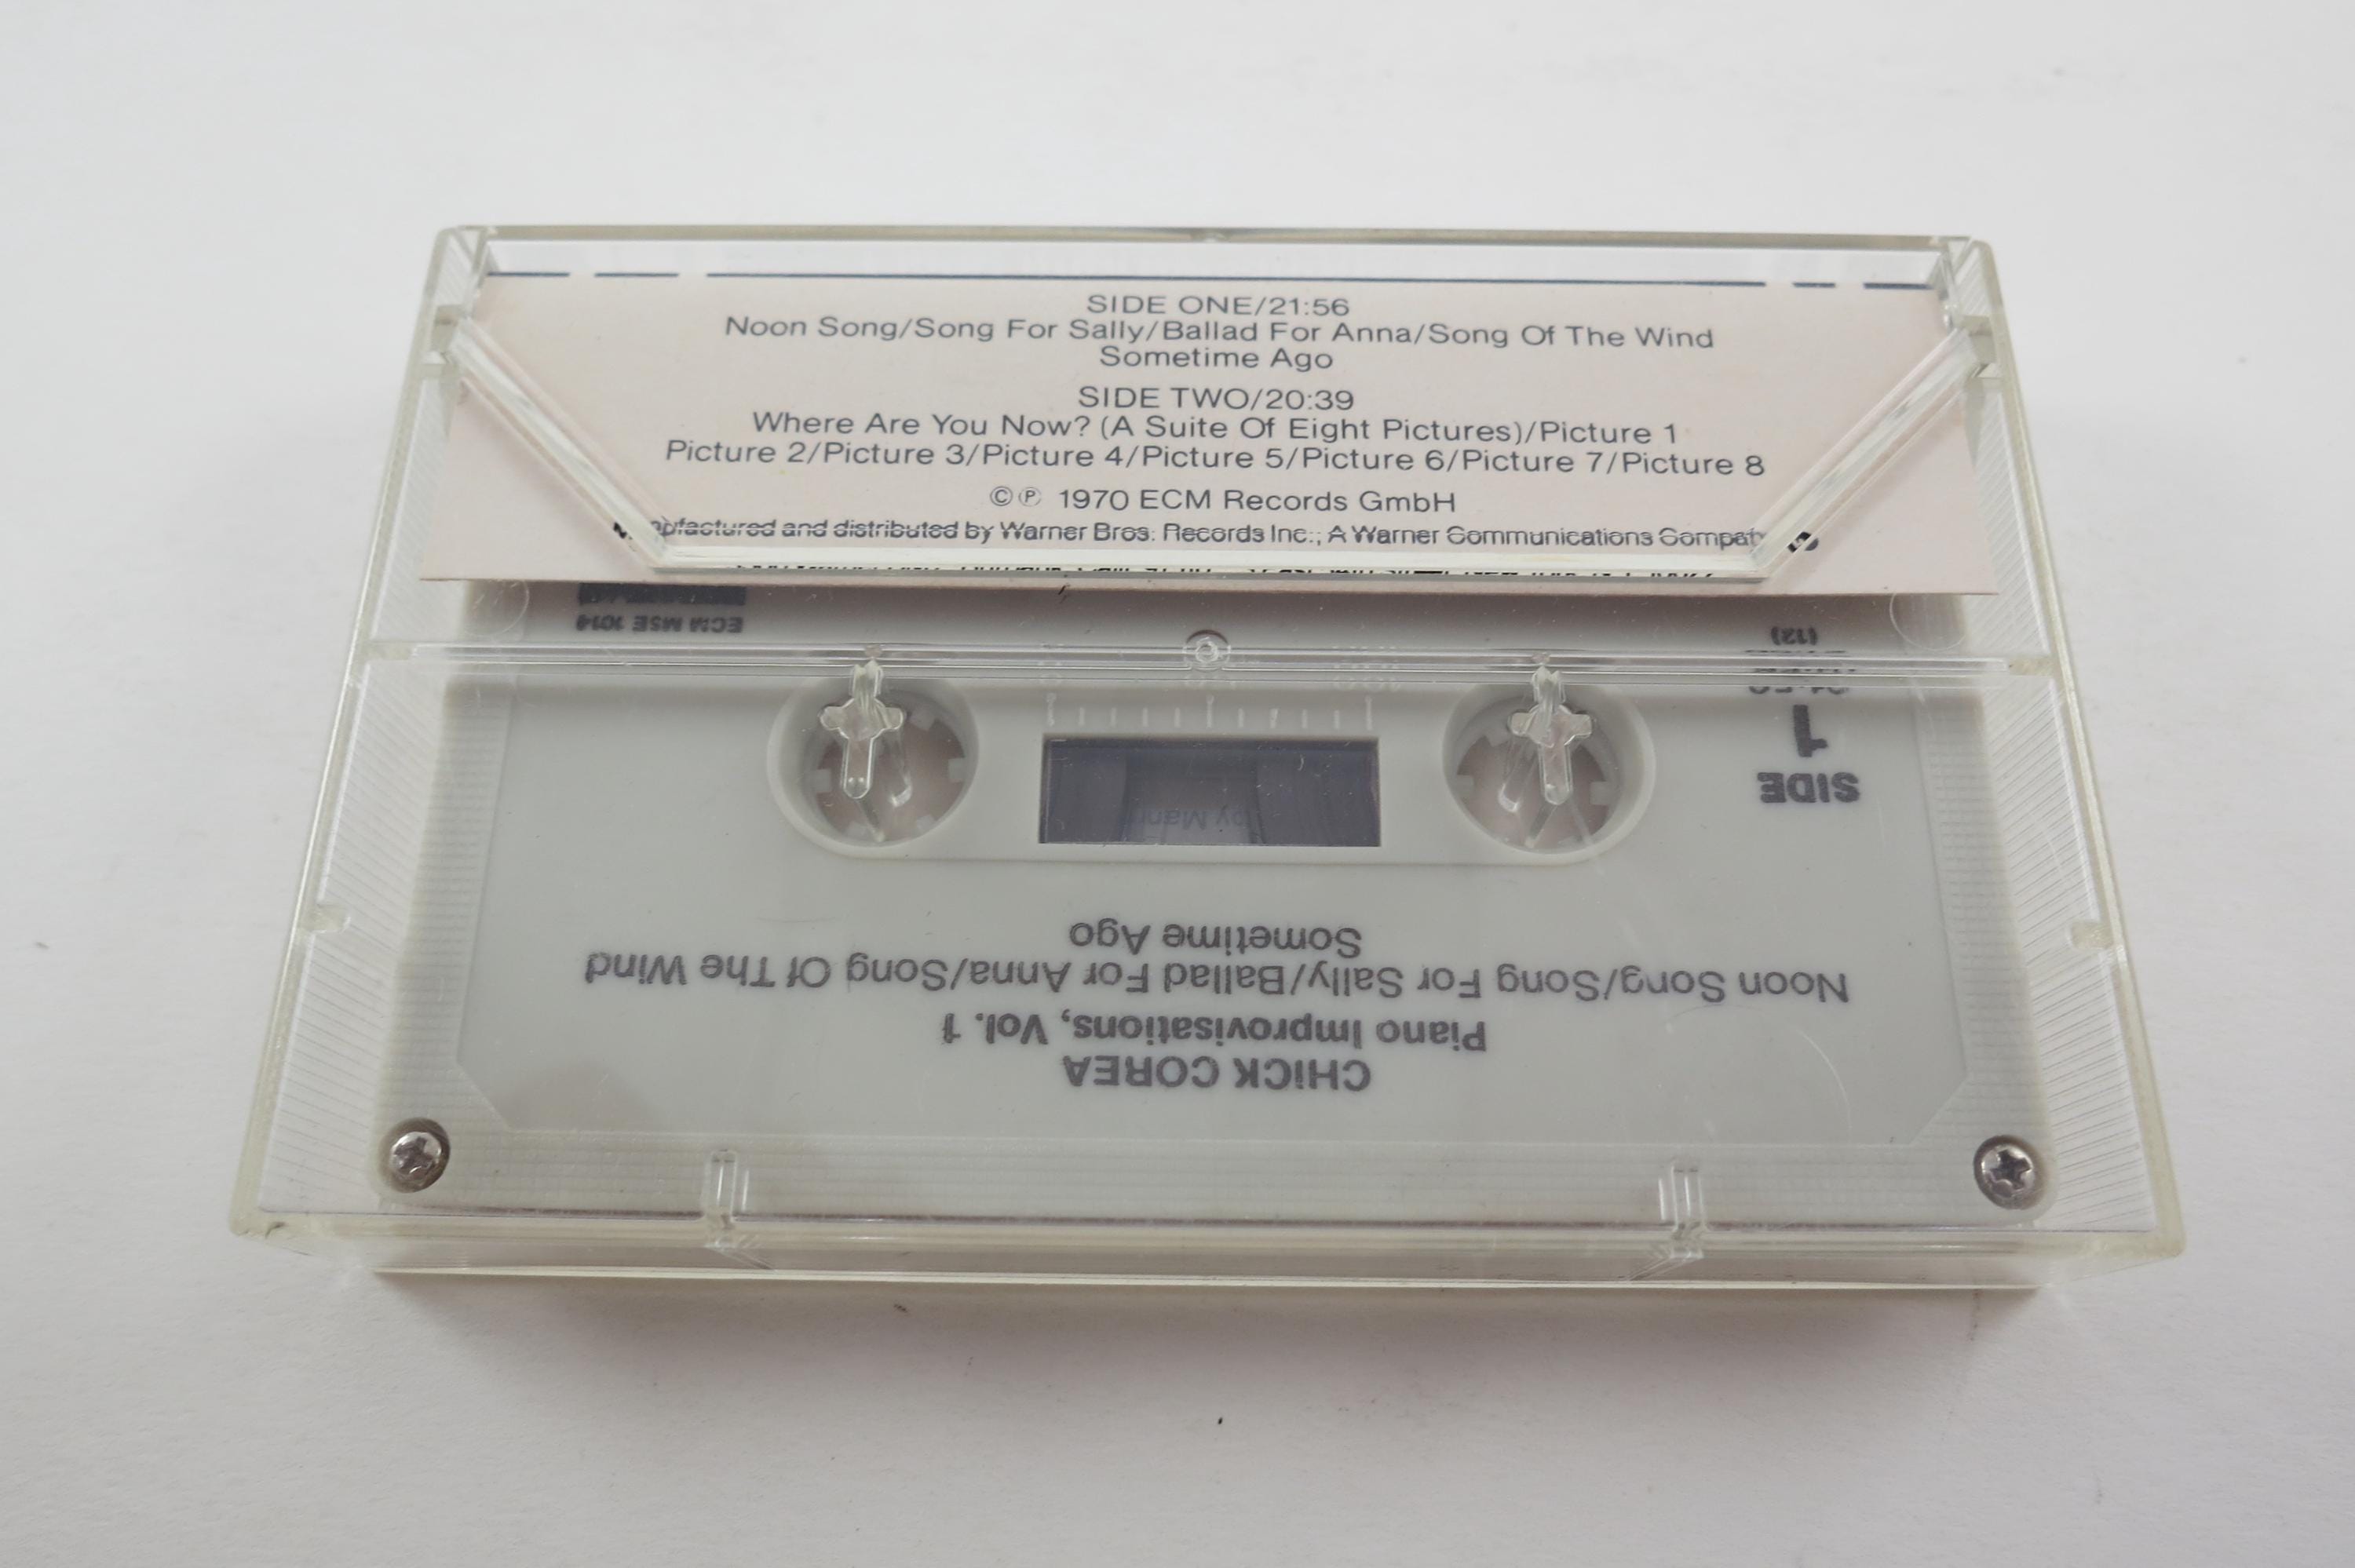 SIDE ONE/21:56
Noon Song/Song For Sally/Ballad For Anna/Song Of The Wind
Sometime Ago
SIDE TWO/20:39
Where Are You Now? (A Suite Of Eight Pictures)/Picture 1
Picture 2/Picture 3/Picture 4/Picture 5/Picture 6/Picture 7/Picture 8
©℗ 1970 ECM Records GmbH
and distributed by Warner Bros. Records Inc., A Warner Communications
CHICK COREA
Piano Improvisations, Vol. 1
Noon Song/Song For Sally/Ballad For Anna/Song Of The Wind
Sometime Ago
SIDE
1
ECM MSE 1014